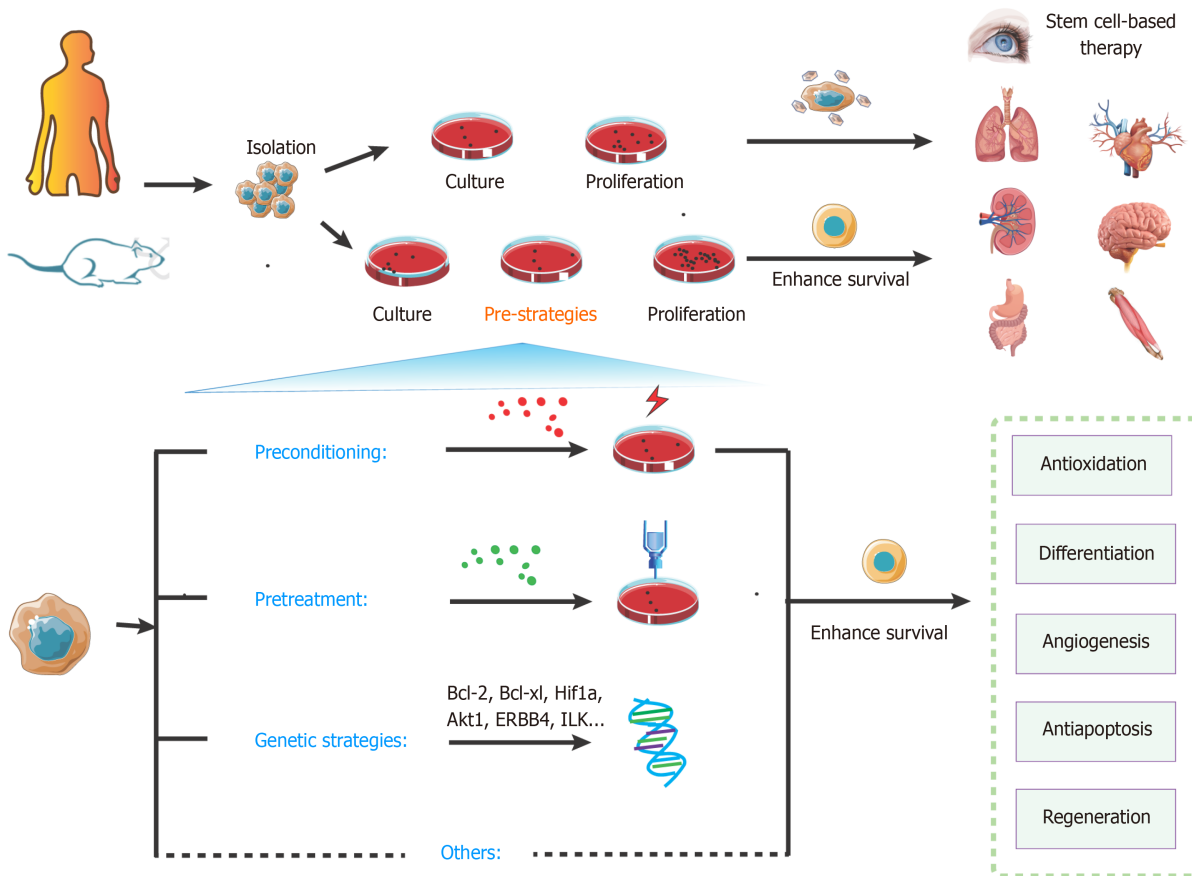 Stem cell-based
therapy
Isolation
Culture
Proliferation
Enhance survival
Culture
Pre-strategies
Proliferation
Preconditioning:
Antioxidation
Differentiation
Pretreatment:
Enhance survival
Angiogenesis
Bcl-2, Bcl-xl, Hif1a,
Akt1, ERBB4, ILK...
Genetic strategies:
Antiapoptosis
Regeneration
Others: